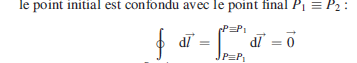 le point initial est confondu avec le point final P₁ ≡ P₂ :
∮ dl⃗ = ∫_{P≡P₁}^{P≡P₁} dl⃗ = 0⃗